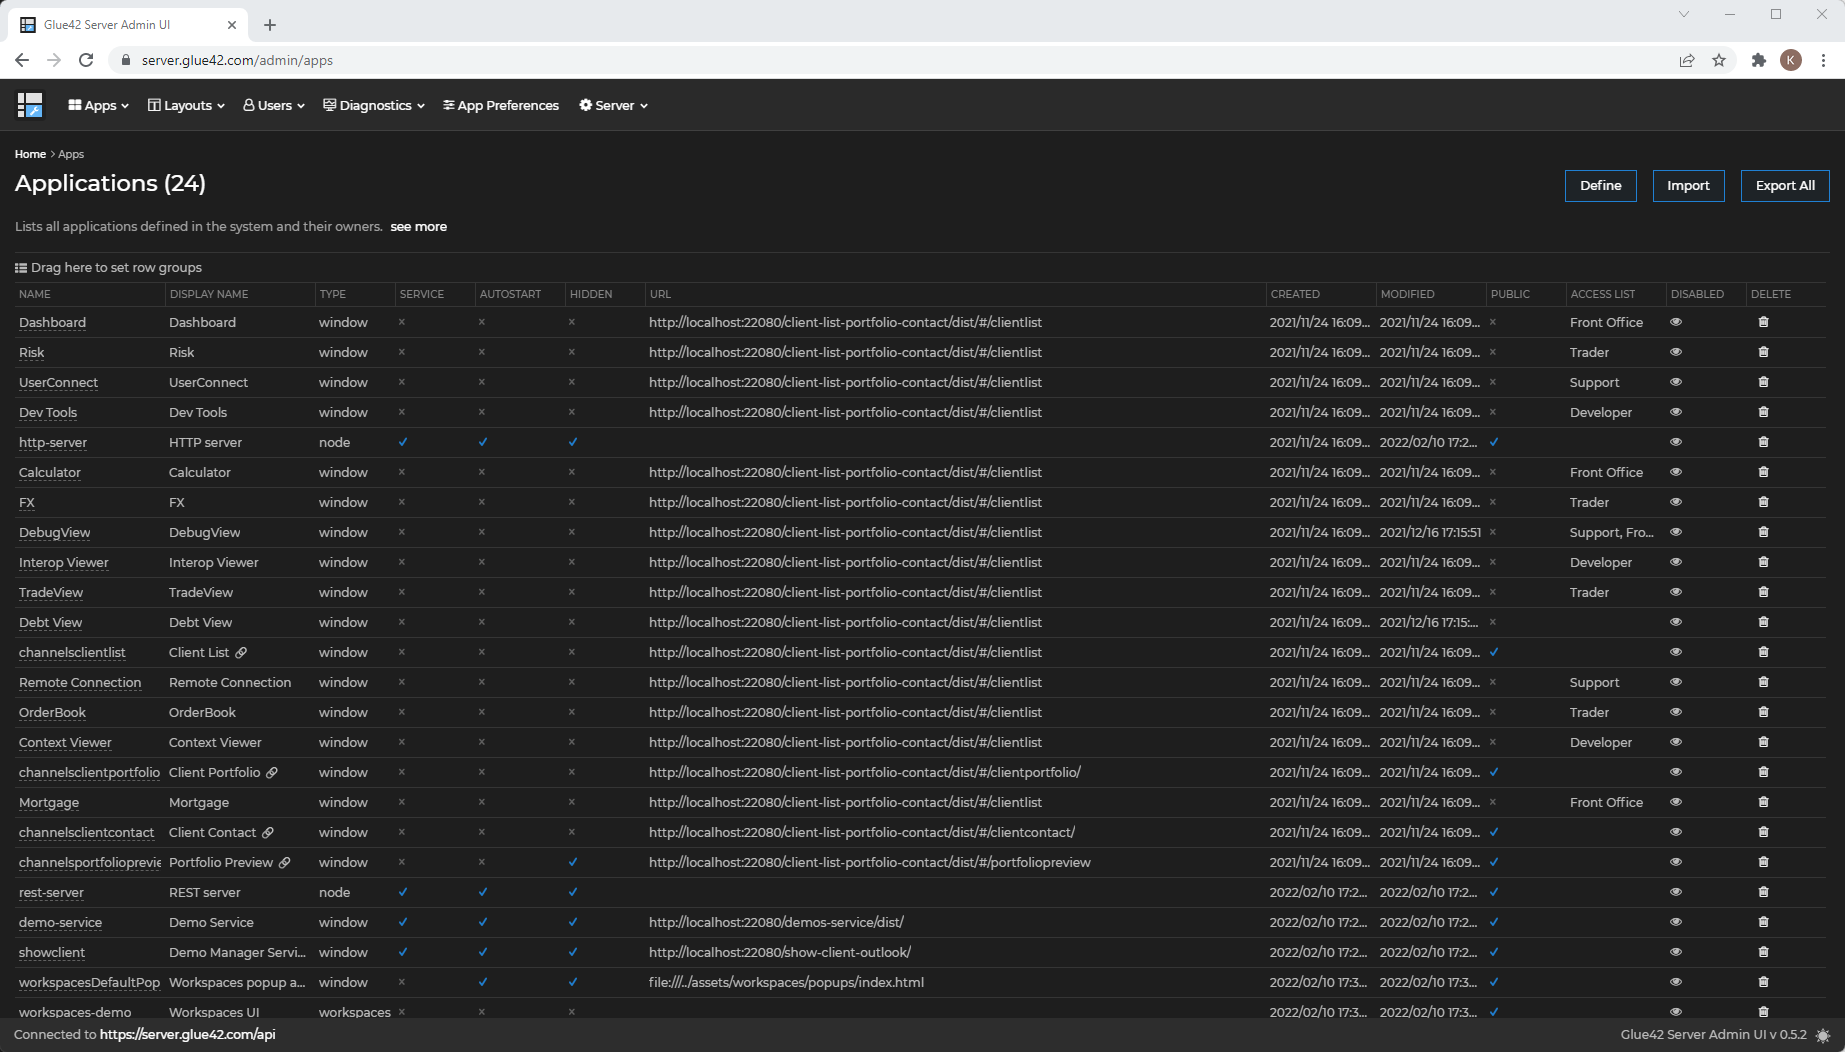 Glue42 Server Admin UI
server.glue42.com/admin/apps
K
Apps Layouts Users Diagnostics App Preferences Server
Home > Apps
Applications (24)
Define Import Export All
Lists all applications defined in the system and their owners. see more
Drag here to set row groups
NAME DISPLAY NAME TYPE SERVICE AUTOSTART HIDDEN URL CREATED MODIFIED PUBLIC ACCESS LIST DISABLED DELETE
Dashboard Dashboard window http://localhost:22080/client-list-portfolio-contact/dist/#/clientlist 2021/11/24 16:09... 2021/11/24 16:09... Front Office
Risk Risk window http://localhost:22080/client-list-portfolio-contact/dist/#/clientlist 2021/11/24 16:09... 2021/11/24 16:09... Trader
UserConnect UserConnect window http://localhost:22080/client-list-portfolio-contact/dist/#/clientlist 2021/11/24 16:09... 2021/11/24 16:09... Support
Dev Tools Dev Tools window http://localhost:22080/client-list-portfolio-contact/dist/#/clientlist 2021/11/24 16:09... 2021/11/24 16:09... Developer
http-server HTTP server node 2021/11/24 16:09... 2022/02/10 17:2...
Calculator Calculator window http://localhost:22080/client-list-portfolio-contact/dist/#/clientlist 2021/11/24 16:09... 2021/11/24 16:09... Front Office
FX FX window http://localhost:22080/client-list-portfolio-contact/dist/#/clientlist 2021/11/24 16:09... 2021/11/24 16:09... Trader
DebugView DebugView window http://localhost:22080/client-list-portfolio-contact/dist/#/clientlist 2021/11/24 16:09... 2021/12/16 17:15:51 Support, Fro...
Interop Viewer Interop Viewer window http://localhost:22080/client-list-portfolio-contact/dist/#/clientlist 2021/11/24 16:09... 2021/11/24 16:09... Developer
TradeView TradeView window http://localhost:22080/client-list-portfolio-contact/dist/#/clientlist 2021/11/24 16:09... 2021/11/24 16:09... Trader
Debt View Debt View window http://localhost:22080/client-list-portfolio-contact/dist/#/clientlist 2021/11/24 16:09... 2021/12/16 17:15:...
channelsclientlist Client List window http://localhost:22080/client-list-portfolio-contact/dist/#/clientlist 2021/11/24 16:09... 2021/11/24 16:09...
Remote Connection Remote Connection window http://localhost:22080/client-list-portfolio-contact/dist/#/clientlist 2021/11/24 16:09... 2021/11/24 16:09... Support
OrderBook OrderBook window http://localhost:22080/client-list-portfolio-contact/dist/#/clientlist 2021/11/24 16:09... 2021/11/24 16:09... Trader
Context Viewer Context Viewer window http://localhost:22080/client-list-portfolio-contact/dist/#/clientlist 2021/11/24 16:09... 2021/11/24 16:09... Developer
channelsclientportfolio Client Portfolio window http://localhost:22080/client-list-portfolio-contact/dist/#/clientportfolio/ 2021/11/24 16:09... 2021/11/24 16:09...
Mortgage Mortgage window http://localhost:22080/client-list-portfolio-contact/dist/#/clientlist 2021/11/24 16:09... 2021/11/24 16:09... Front Office
channelsclientcontact Client Contact window http://localhost:22080/client-list-portfolio-contact/dist/#/clientcontact/ 2021/11/24 16:09... 2021/11/24 16:09...
channelsportfolioprevie Portfolio Preview window http://localhost:22080/client-list-portfolio-contact/dist/#/portfoliopreview 2021/11/24 16:09... 2021/11/24 16:09...
rest-server REST server node 2022/02/10 17:2... 2022/02/10 17:2...
demo-service Demo Service window http://localhost:22080/demos-service/dist/ 2022/02/10 17:2... 2022/02/10 17:2...
showclient Demo Manager Servi... window http://localhost:22080/show-client-outlook/ 2022/02/10 17:2... 2022/02/10 17:2...
workspacesDefaultPop Workspaces popup a... window file:///../assets/workspaces/popups/index.html 2022/02/10 17:3... 2022/02/10 17:3...
workspaces-demo Workspaces UI workspaces 2022/02/10 17:3... 2022/02/10 17:3...
Connected to https://server.glue42.com/api Glue42 Server Admin UI v 0.5.2